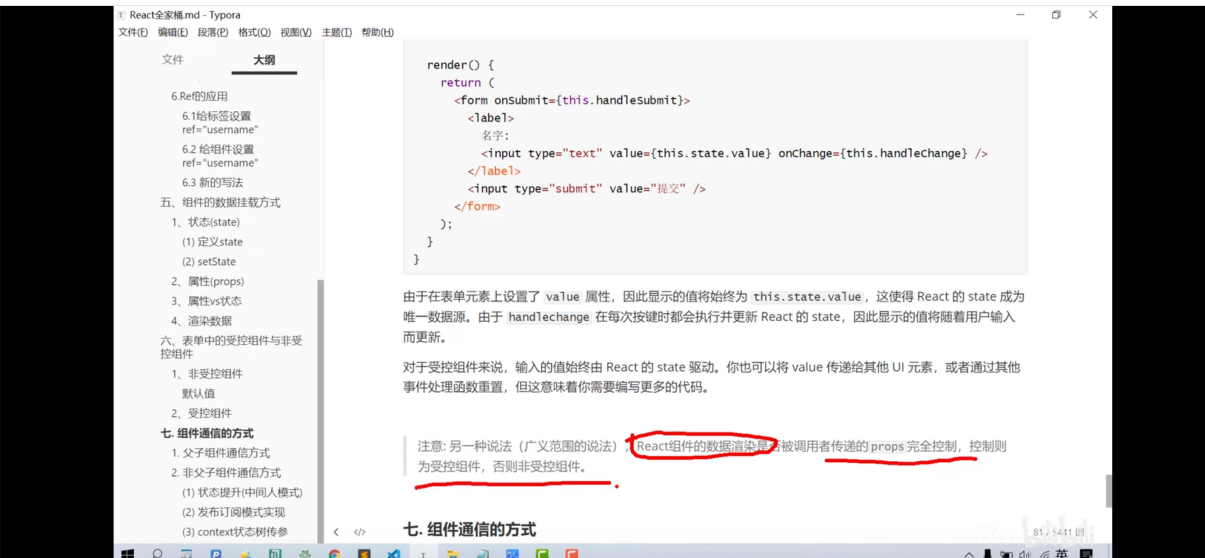 React全家桶.md - Typora
文件(F) 编辑(E) 段落(P) 格式(O) 视图(V) 主题(T) 帮助(H)
文件 大纲
6.Ref的应用
6.1给标签设置
ref="username"
6.2 给组件设置
ref="username"
6.3 新的写法
五、组件的数据挂载方式
1、状态(state)
(1) 定义state
(2) setState
2、属性(props)
3、属性vs状态
4、渲染数据
六、表单中的受控组件与非受
控组件
1、非受控组件
默认值
2、受控组件
七. 组件通信的方式
1. 父子组件通信方式
2. 非父子组件通信方式
(1) 状态提升(中间人模式)
(2) 发布订阅模式实现
(3) context状态树传参
render() {
return (
<form onSubmit={this.handleSubmit}>
<label>
名字:
<input type="text" value={this.state.value} onChange={this.handleChange} />
</label>
<input type="submit" value="提交" />
</form>
);
}
}
由于在表单元素上设置了 value 属性，因此显示的值将始终为 this.state.value，这使得 React 的 state 成为
唯一数据源。由于 handlechange 在每次按键时都会执行并更新 React 的 state，因此显示的值将随着用户输入
而更新。
对于受控组件来说，输入的值始终由 React 的 state 驱动。你也可以将 value 传递给其他 UI 元素，或者通过其他
事件处理函数重置，但这意味着你需要编写更多的代码。
注意: 另一种说法（广义范围的说法），React组件的数据渲染是否被调用者传递的 props 完全控制，控制则
为受控组件，否则非受控组件。
七. 组件通信的方式
英